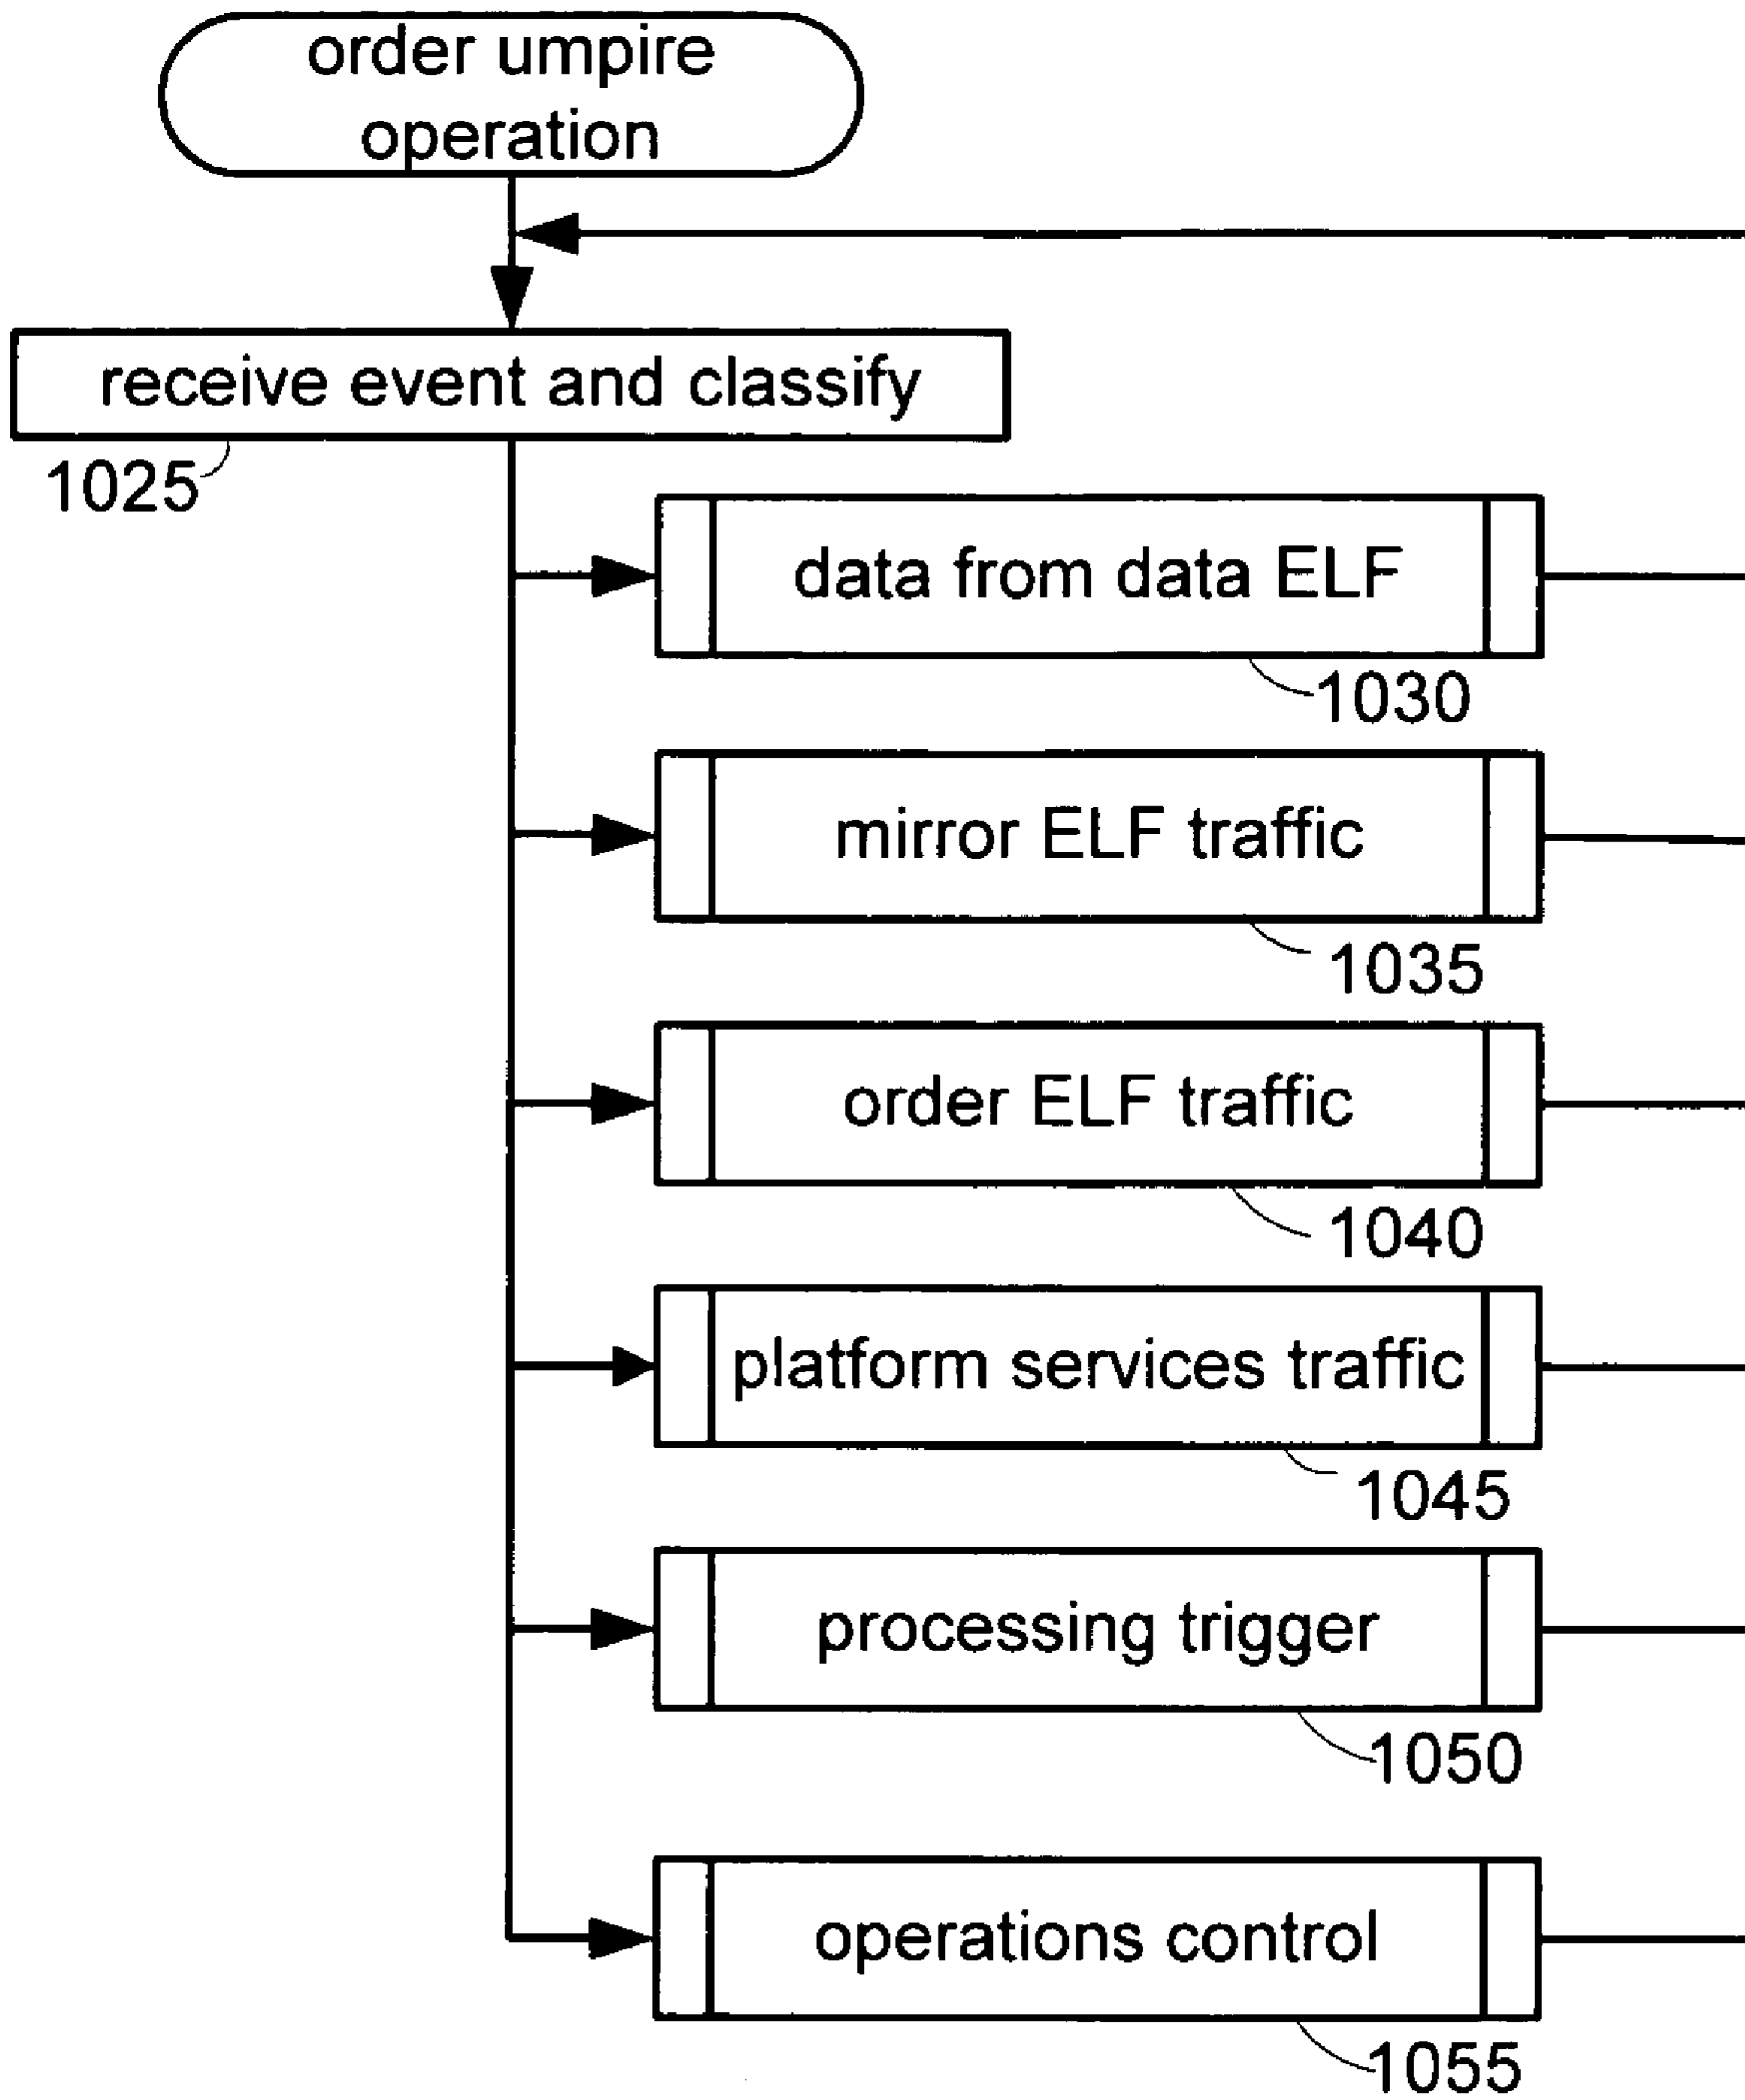 order umpire
operation
receive event and classify
1025
data from data ELF
1030
mirror ELF traffic
1035
order ELF traffic
1040
platform services traffic
1045
processing trigger
1050
operations control
1055